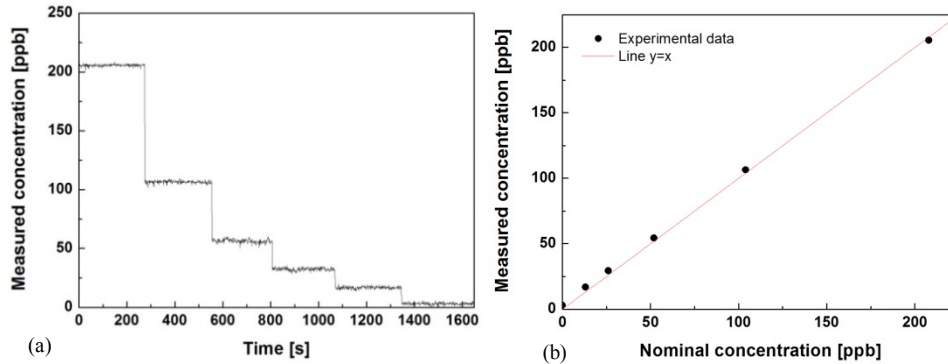 Measured concentration [ppb]
250
200
150
100
50
0
0 200 400 600 800 1000 1200 1400 1600
Time [s]
(a)
Measured concentration [ppb]
Experimental data
Line y=x
200
150
100
50
0
0 50 100 150 200
Nominal concentration [ppb]
(b)